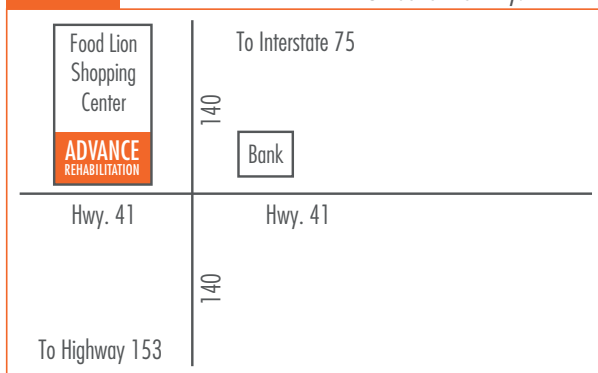 Food Lion
Shopping
Center
ADVANCE
REHABILITATION
To Interstate 75
140
Bank
Hwy. 41
Hwy. 41
140
To Highway 153